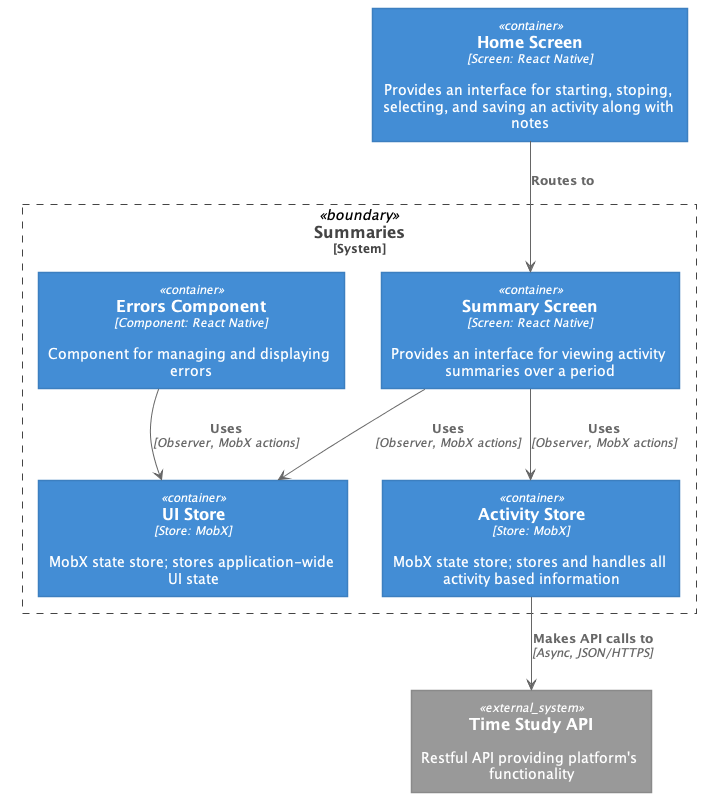 «container»
Home Screen
[Screen: React Native]
Provides an interface for starting, stoping,
selecting, and saving an activity along with
notes
Routes to
«boundary»
Summaries
[System]
«container»
Errors Component
[Component: React Native]
Component for managing and displaying
errors
«container»
Summary Screen
[Screen: React Native]
Provides an interface for viewing activity
summaries over a period
Uses
[Observer, MobX actions]
Uses
[Observer, MobX actions]
Uses
[Observer, MobX actions]
«container»
UI Store
[Store: MobX]
MobX state store; stores application-wide
UI state
«container»
Activity Store
[Store: MobX]
MobX state store; stores and handles all
activity based information
Makes API calls to
[Async, JSON/HTTPS]
«external_system»
Time Study API
Restful API providing platform's
functionality